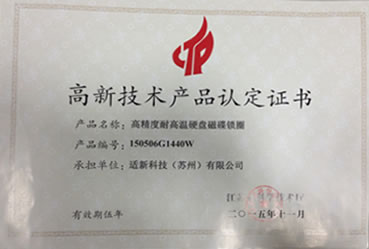 CTP
高新技术产品认定证书
产品名称：高精度耐高温硬盘磁碟锁圈
产品编号：150506G1440W
承担单位：适新科技（苏州）有限公司
有效期伍年
二〇一五年十一月